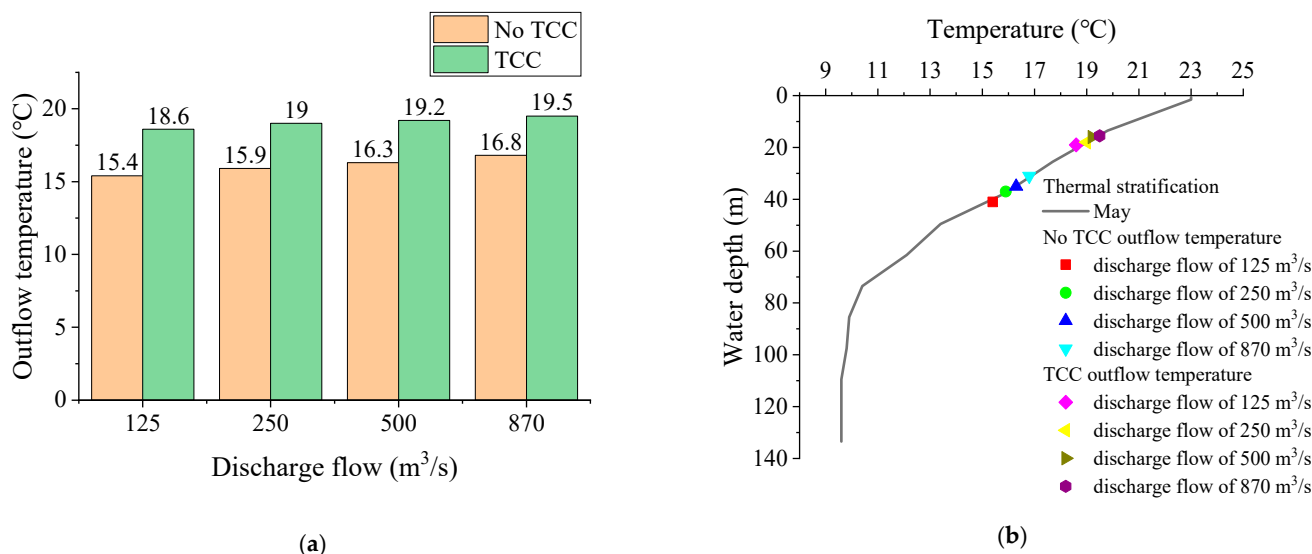 No TCC
TCC
Outflow temperature (℃)
20
15
10
5
0
15.4
18.6
15.9
19
16.3
19.2
16.8
19.5
125
250
500
870
Discharge flow (m³/s)
(a)
Temperature (℃)
9 11 13 15 17 19 21 23 25
Water depth (m)
0
20
40
60
80
100
120
140
Thermal stratification
May
No TCC outflow temperature
discharge flow of 125 m³/s
discharge flow of 250 m³/s
discharge flow of 500 m³/s
discharge flow of 870 m³/s
TCC outflow temperature
discharge flow of 125 m³/s
discharge flow of 250 m³/s
discharge flow of 500 m³/s
discharge flow of 870 m³/s
(b)